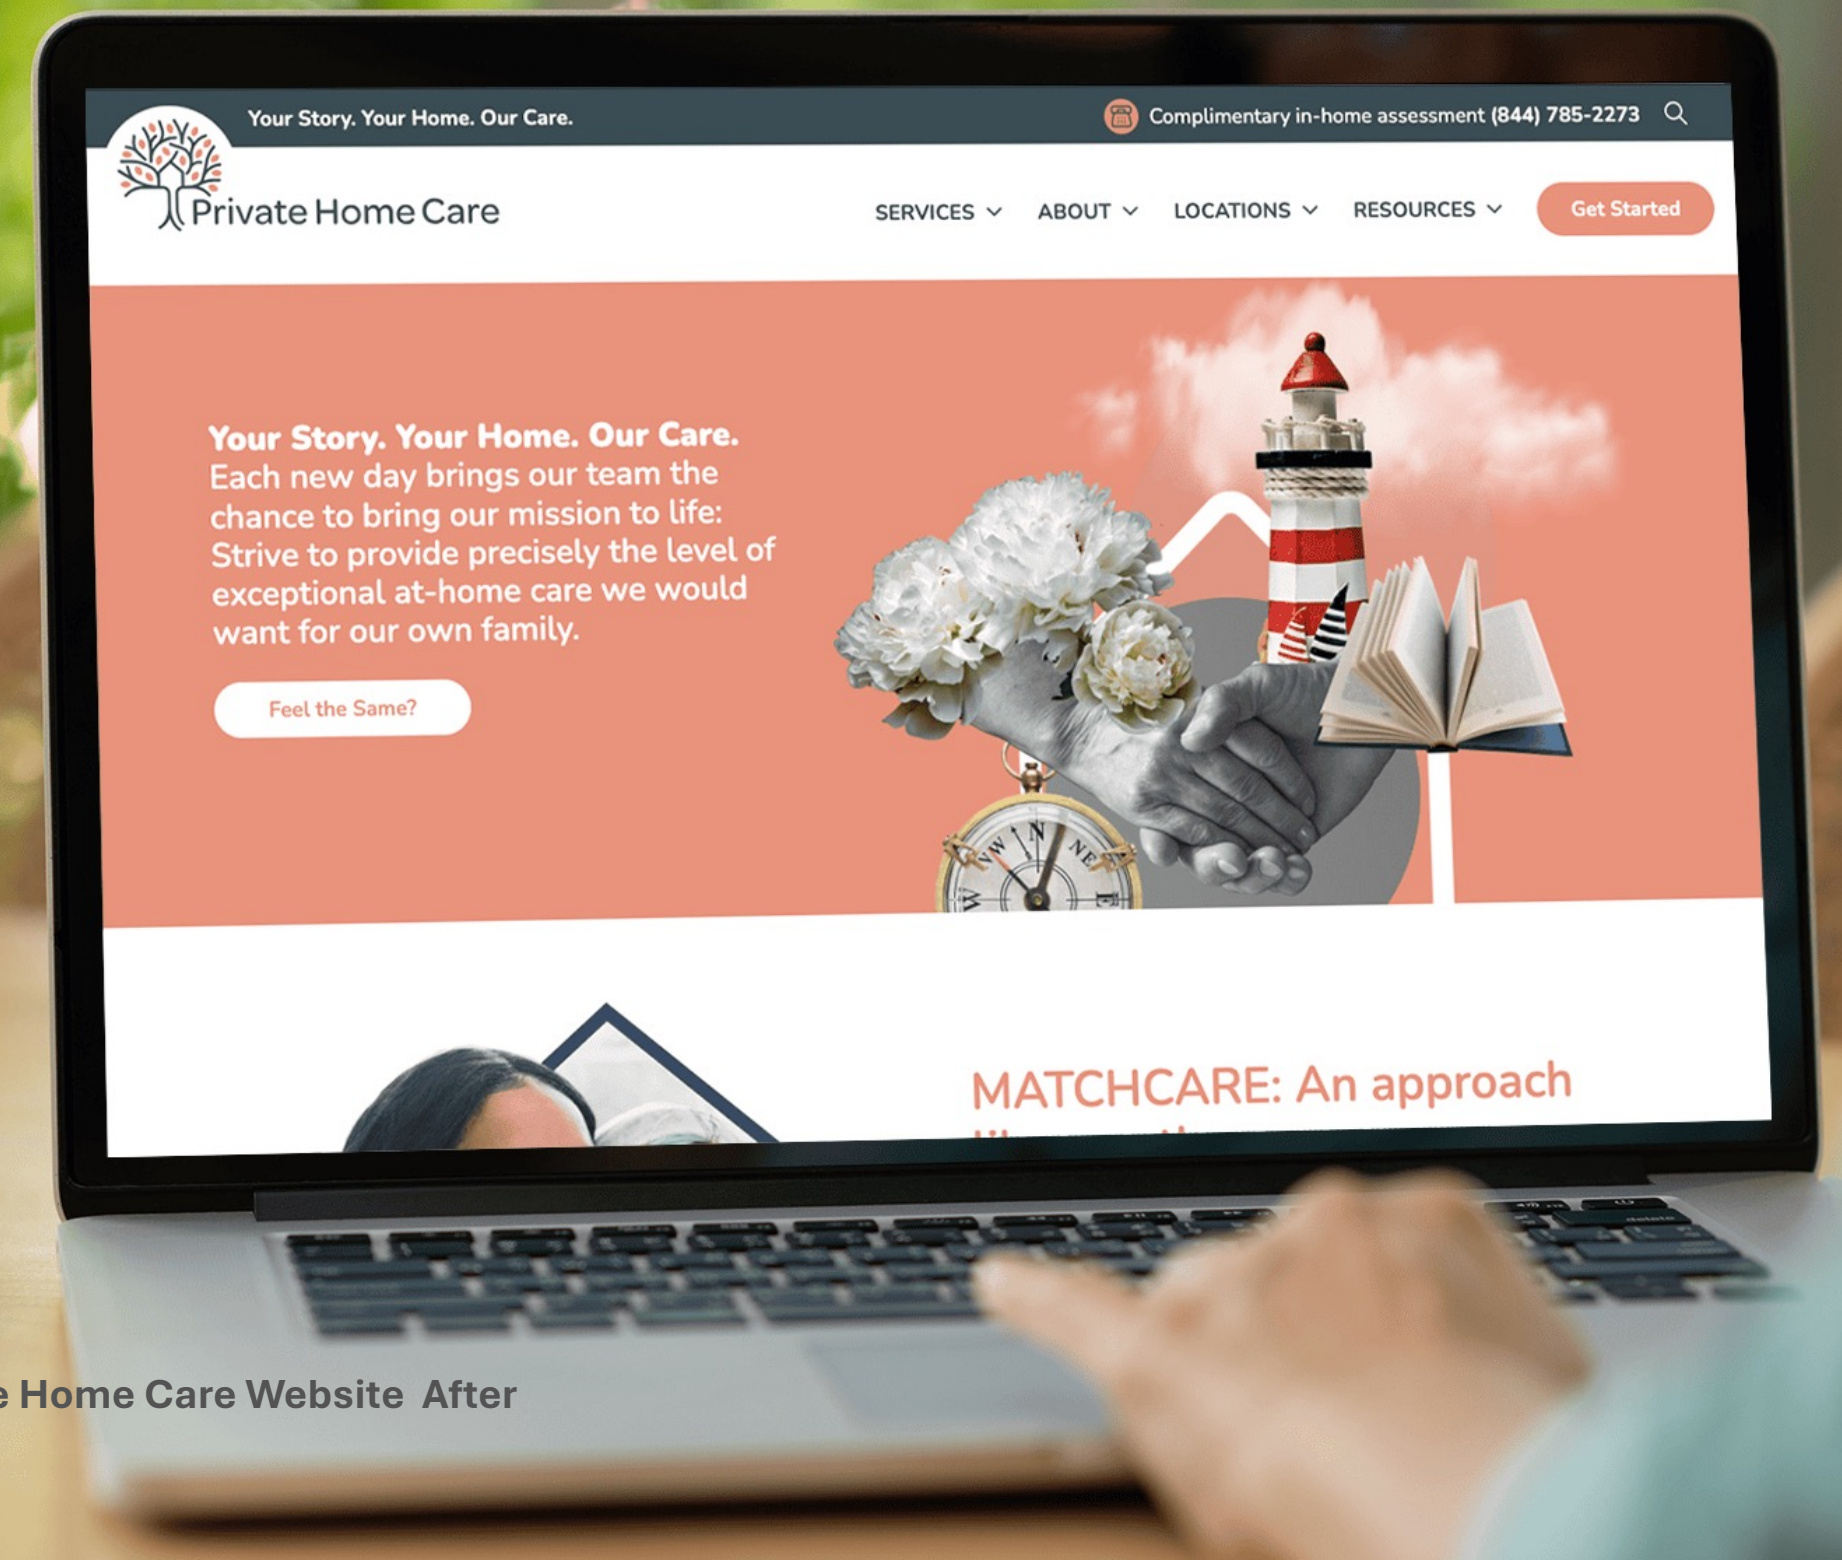 Your Story. Your Home. Our Care.
Complimentary in-home assessment (844) 785-2273
Private Home Care
SERVICES
ABOUT
LOCATIONS
RESOURCES
Get Started
Your Story. Your Home. Our Care.
Each new day brings our team the
chance to bring our mission to life:
Strive to provide precisely the level of
exceptional at-home care we would
want for our own family.
Feel the Same?
N
NW
NE
W
E
MATCHCARE: An approach
delete
e Home Care Website After